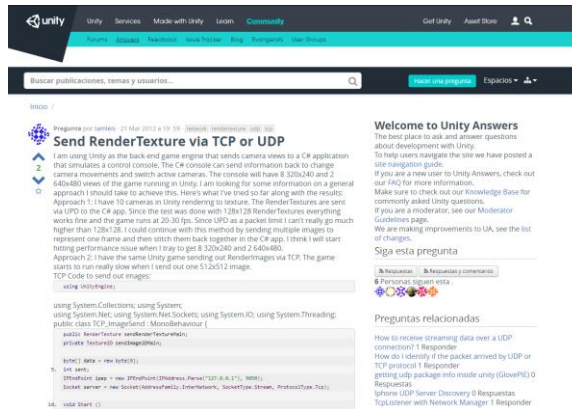 unity
Unity Services Made with Unity Learn Community
Get Unity Asset Store
Forums Answers Feedback Issue Tracker Blog Evangelists User Groups
Buscar publicaciones, temas y usuarios...
Hacer una pregunta Espacios
Inicio /
Pregunta por samleis 21 Mar 2012 a 19:59 network rendertexture udp tcp
Send RenderTexture via TCP or UDP
2
I am using Unity as the back-end game engine that sends camera views to a C# application
that simulates a control console. The C# console can send information back to change
camera movements and switch active cameras. The console will have 8 320x240 and 2
640x480 views of the game running in Unity. I am looking for some information on a general
approach I should take to achieve this. Here's what I've tried so far along with the results:
Approach 1: I have 10 cameras in Unity rendering to texture. The RenderTextures are sent
via UPD to the C# app. Since the test was done with 128x128 RenderTextures everything
works fine and the game runs at 20-30 fps. Since UPD as a packet limit I can't really go much
higher than 128x128. I could continue with this method by sending multiple images to
represent one frame and then stitch them back together in the C# app. I think I will start
hitting performance issue when I tray to get 8 320x240 and 2 640x480.
Approach 2: I have the same Unity game sending out RenderImages via TCP. The game
starts to run really slow when I send out one 512x512 image.
TCP Code to send out images:
using UnityEngine;
using System.Collections; using System;
using System.Net; using System.Net.Sockets; using System.IO; using System.Threading;
public class TCP_ImageSend : MonoBehaviour {
public RenderTexture sendRenderTextureMain;
private Texture2D sendImage2DMain;
byte[] data = new byte[0];
5. int sent;
IPEndPoint ipep = new IPEndPoint(IPAddress.Parse("127.0.0.1"), 9050);
Socket server = new Socket(AddressFamily.InterNetwork, SocketType.Stream, ProtocolType.Tcp);
10. void Start ()
Welcome to Unity Answers
The best place to ask and answer questions
about development with Unity.
To help users navigate the site we have posted a
site navigation guide.
If you are a new user to Unity Answers, check out
our FAQ for more information.
Make sure to check out our Knowledge Base for
commonly asked Unity questions.
If you are a moderator, see our Moderator
Guidelines page.
We are making improvements to UA, see the list
of changes.
Siga esta pregunta
Respuestas Respuestas y comentarios
6 Personas siguen esta .
Preguntas relacionadas
How to receive streaming data over a UDP
connection? 1 Responder
How do I identify if the packet arrived by UDP or
TCP protocol 1 Responder
getting udp package info inside unity (GlovePIE) 0
Respuestas
Iphone UDP Server Discovery 0 Respuestas
TcpListener with Network Manager 1 Responder